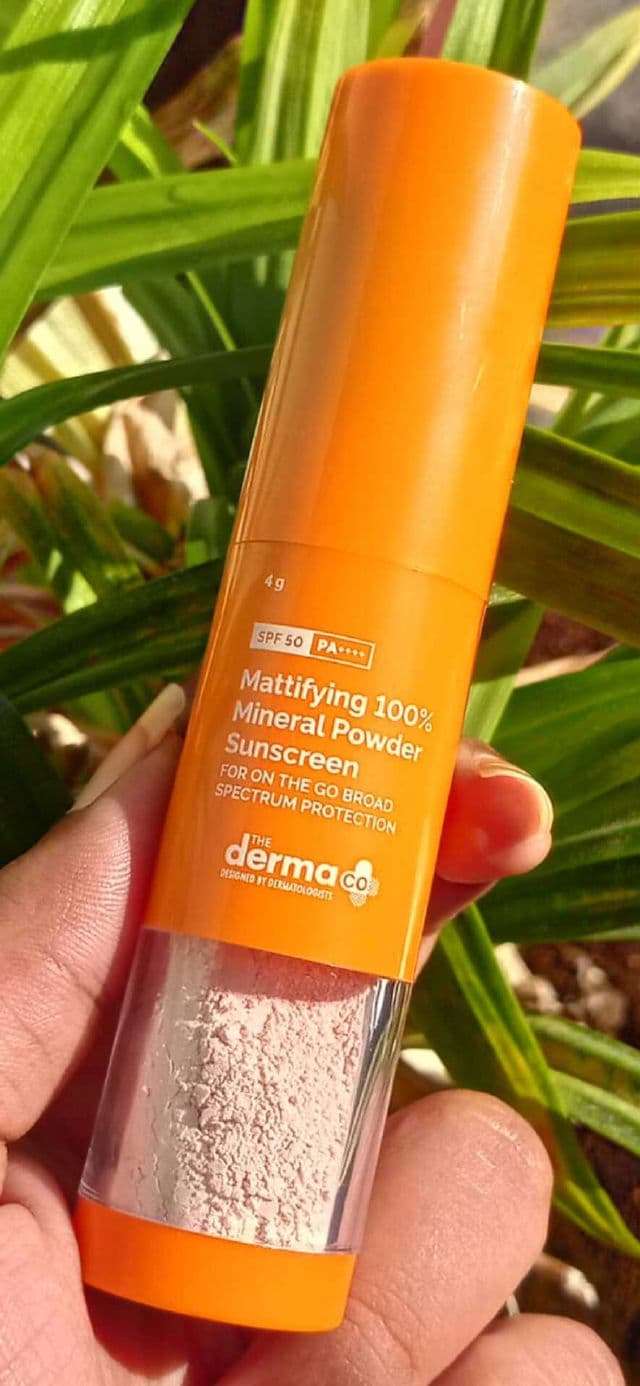 4g
SPF 50 PA++++
Mattifying 100%
Mineral Powder
Sunscreen
FOR ON THE GO BROAD
SPECTRUM PROTECTION
THE
derma co
DESIGNED BY DERMATOLOGISTS